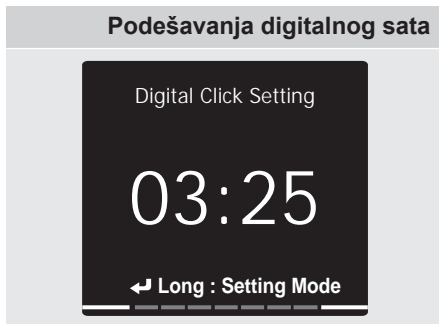 Podešavanja digitalnog sata
Digital Click Setting
03:25
↵ Long : Setting Mode